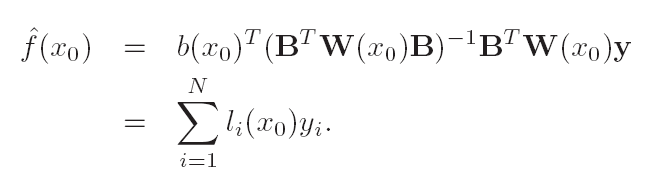 f̂(x₀) = b(x₀)ᵀ(𝐁ᵀ𝐖(x₀)𝐁)⁻¹𝐁ᵀ𝐖(x₀)𝐲
= ∑ᵢ₌₁ᴺ lᵢ(x₀)yᵢ.